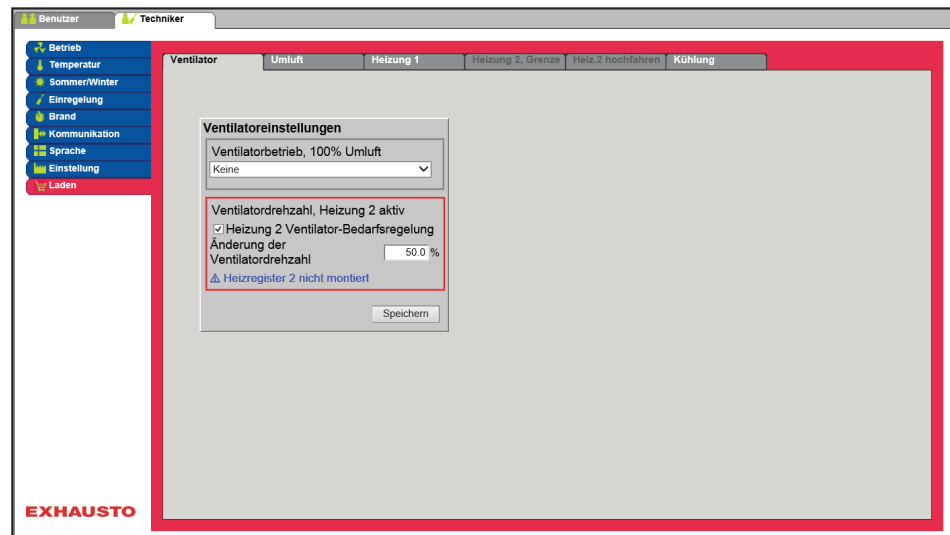 Benutzer
Techniker
Betrieb
Temperatur
Sommer/Winter
Einregelung
Brand
Kommunikation
Sprache
Einstellung
Laden
Ventilator
Umluft
Heizung 1
Heizung 2, Grenze
Heiz.2 hochfahren
Kühlung
Ventilatoreinstellungen
Ventilatorbetrieb, 100% Umluft
Keine
Ventilatordrehzahl, Heizung 2 aktiv
Heizung 2 Ventilator-Bedarfsregelung
Änderung der
Ventilatordrehzahl
50.0 %
Heizregister 2 nicht montiert
Speichern
EXHAUSTO